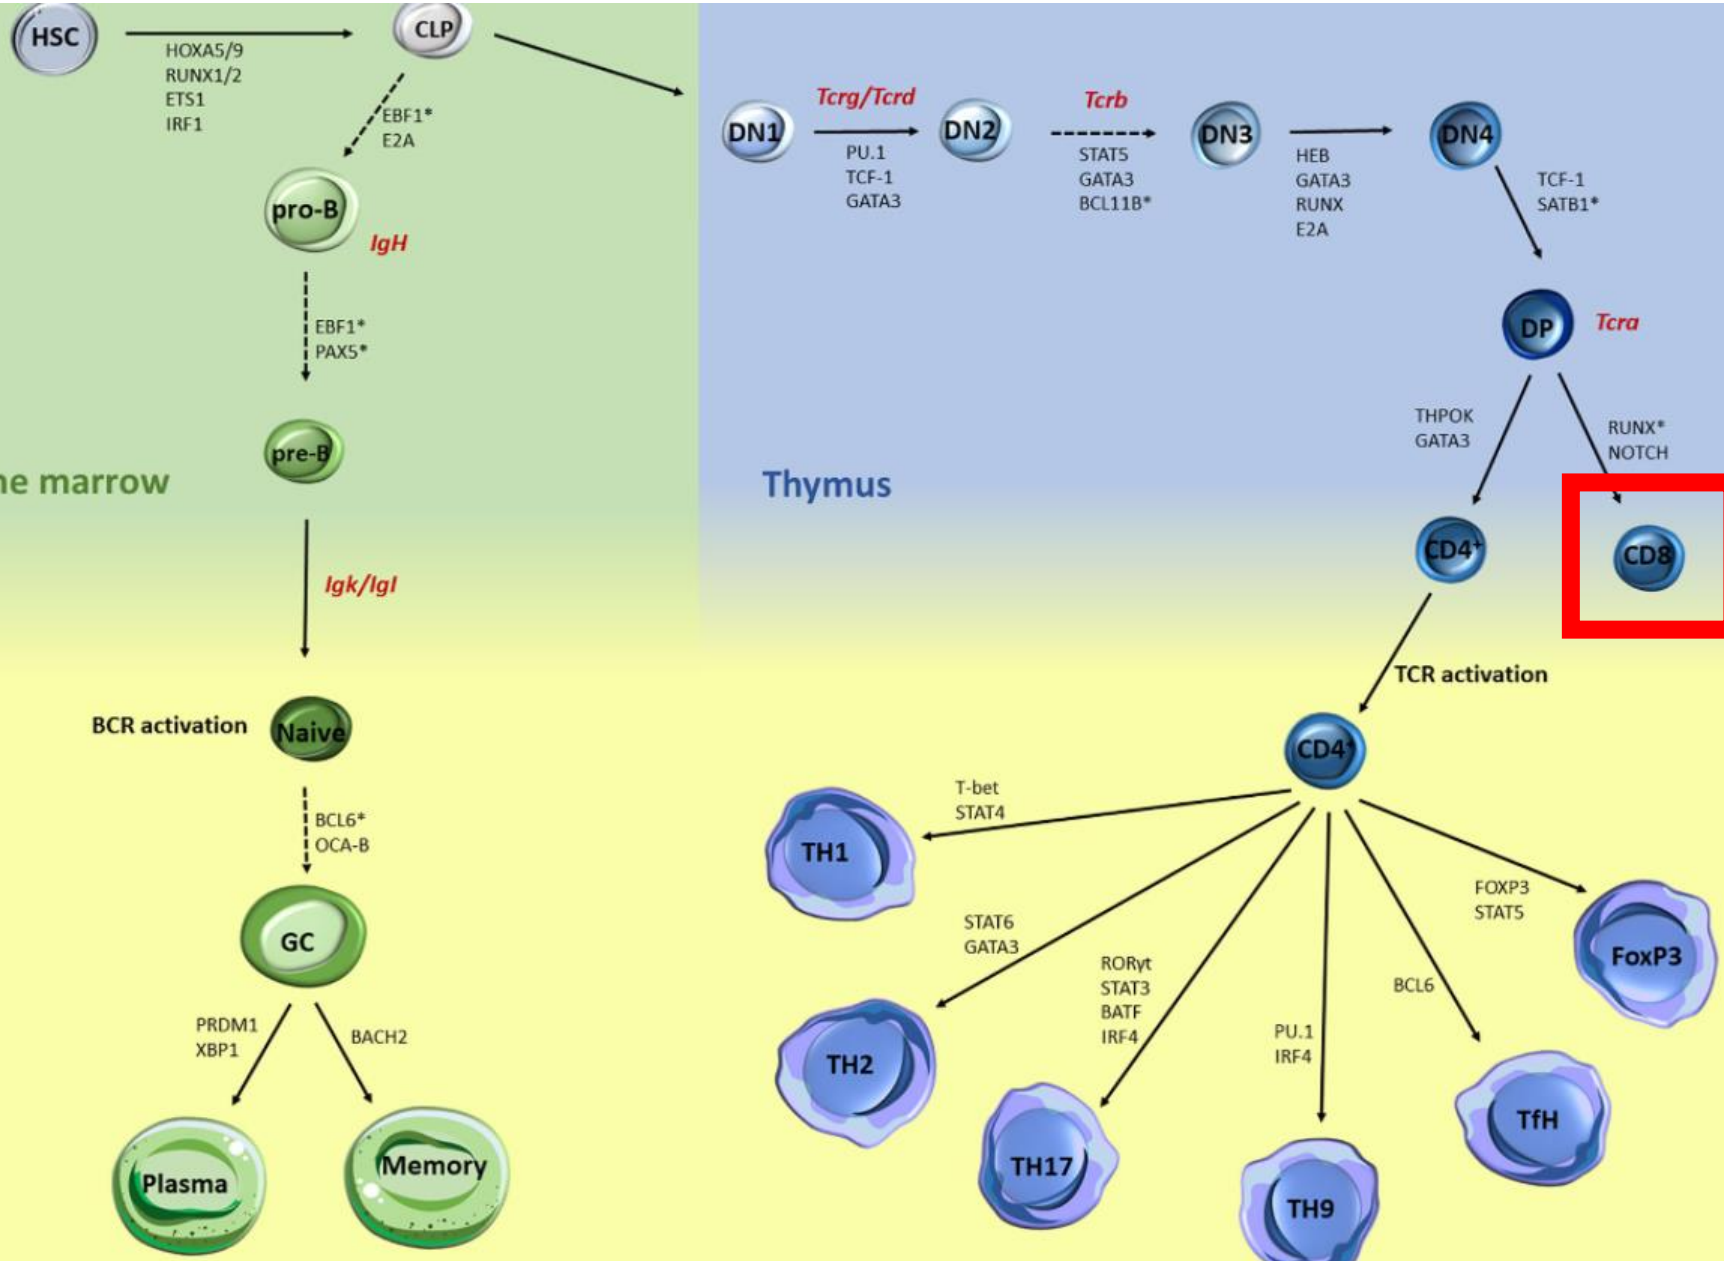 HSC
HOXA5/9
RUNX1/2
ETS1
IRF1
CLP
EBF1*
E2A
pro-B
IgH
EBF1*
PAX5*
pre-B
ne marrow
Igk/Igl
BCR activation
Naive
BCL6*
OCA-B
GC
PRDM1
XBP1
BACH2
Plasma
Memory
DN1
Tcrg/Tcrd
PU.1
TCF-1
GATA3
DN2
Tcrb
STAT5
GATA3
BCL11B*
DN3
HEB
GATA3
RUNX
E2A
DN4
TCF-1
SATB1*
DP
Tcra
THPOK
GATA3
RUNX*
NOTCH
Thymus
CD4+
CD8
TCR activation
CD4+
T-bet
STAT4
TH1
STAT6
GATA3
TH2
RORγt
STAT3
BATF
IRF4
TH17
PU.1
IRF4
TH9
BCL6
TfH
FOXP3
STAT5
FoxP3